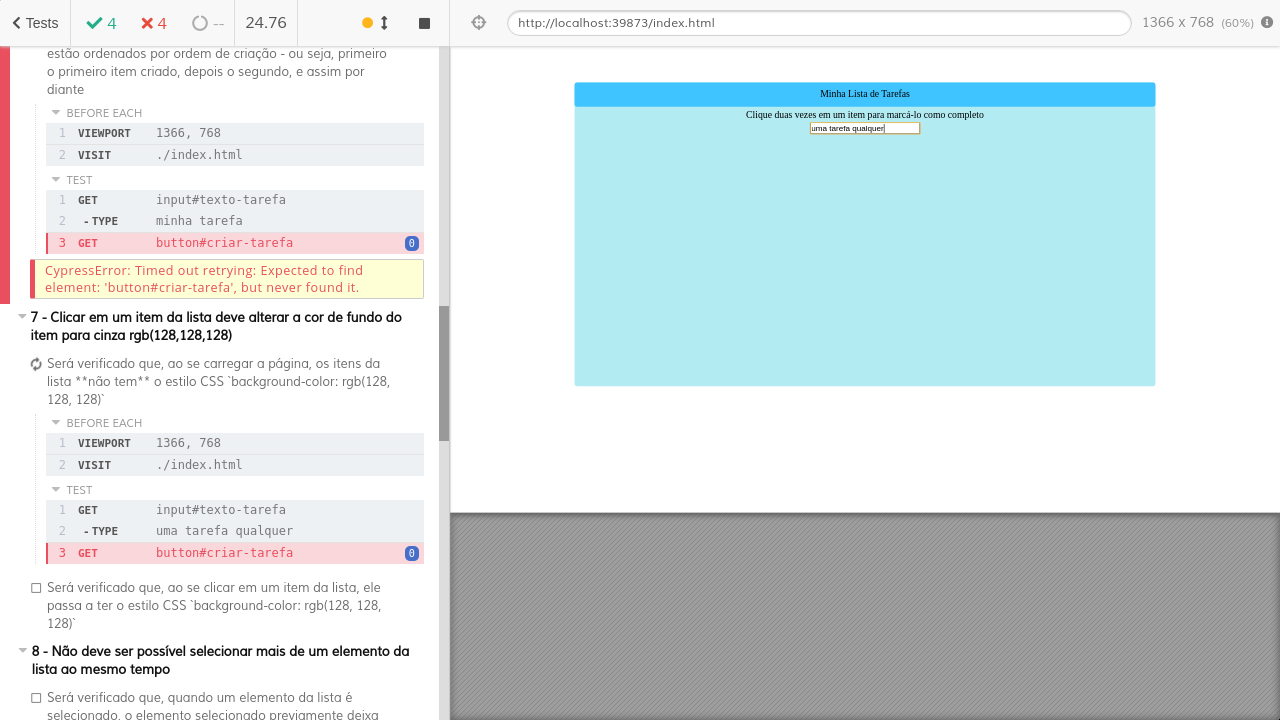 Tests
4
4
--
24.76
http://localhost:39873/index.html
1366 x 768 (60%)
estão ordenados por ordem de criação - ou seja, primeiro
o primeiro item criado, depois o segundo, e assim por
diante
BEFORE EACH
1 VIEWPORT 1366, 768
2 VISIT ./index.html
TEST
1 GET input#texto-tarefa
2 -TYPE minha tarefa
3 GET button#criar-tarefa 0
CypressError: Timed out retrying: Expected to find
element: 'button#criar-tarefa', but never found it.
7 - Clicar em um item da lista deve alterar a cor de fundo do
item para cinza rgb(128,128,128)
Será verificado que, ao se carregar a página, os itens da
lista **não tem** o estilo CSS `background-color: rgb(128,
128, 128)`
BEFORE EACH
1 VIEWPORT 1366, 768
2 VISIT ./index.html
TEST
1 GET input#texto-tarefa
2 -TYPE uma tarefa qualquer
3 GET button#criar-tarefa 0
Será verificado que, ao se clicar em um item da lista, ele
passa a ter o estilo CSS `background-color: rgb(128, 128,
128)`
8 - Não deve ser possível selecionar mais de um elemento da
lista ao mesmo tempo
Será verificado que, quando um elemento da lista é
selecionado, o elemento selecionado previamente deixa
Minha Lista de Tarefas
Clique duas vezes em um item para marcá-lo como completo
uma tarefa qualquer